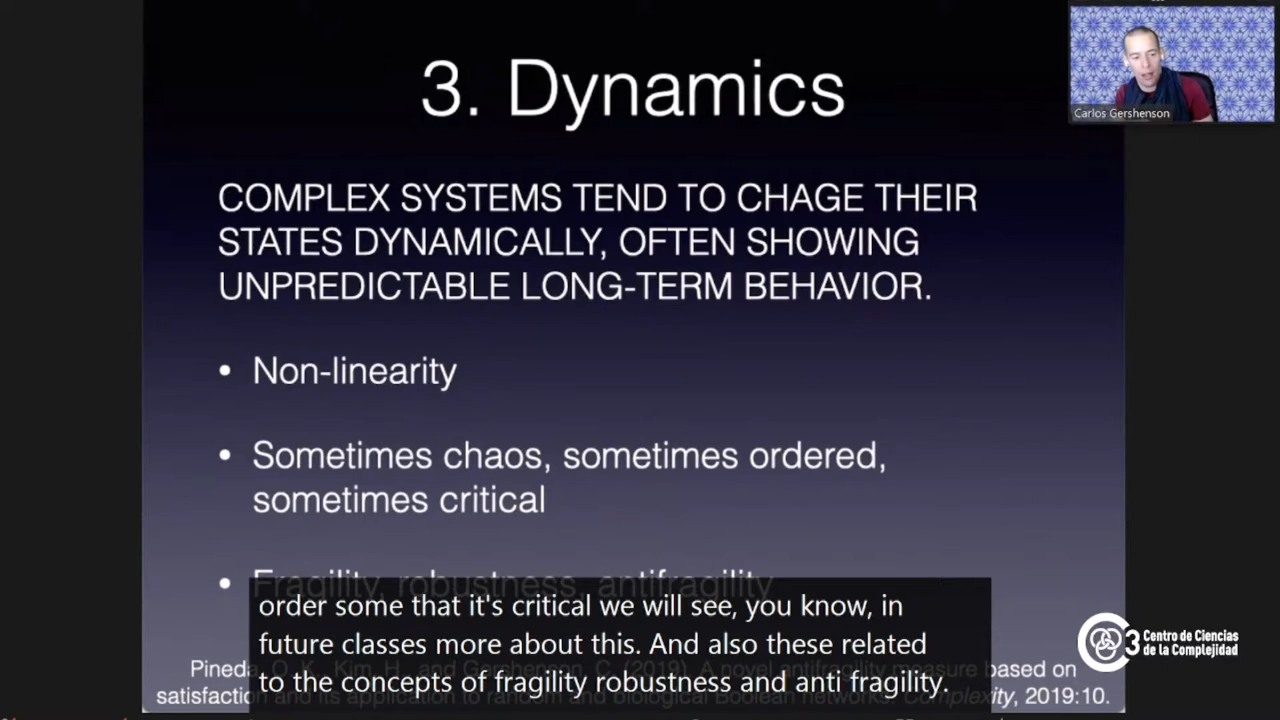 3. Dynamics
Carlos Gershenson
COMPLEX SYSTEMS TEND TO CHAGE THEIR
STATES DYNAMICALLY, OFTEN SHOWING
UNPREDICTABLE LONG-TERM BEHAVIOR.
• Non-linearity
• Sometimes chaos, sometimes ordered,
sometimes critical
• Fragility, robustness, antifragility
order some that it's critical we will see, you know, in
future classes more about this. And also these related
to the concepts of fragility robustness and anti fragility.
Pineda, O. K., Kim, H., and Gershenson, C. (2019). A novel antifragility measure based on
satisfaction and its application to random and biological Boolean networks. Complexity, 2019:10.
C3 Centro de Ciencias
de la Complejidad